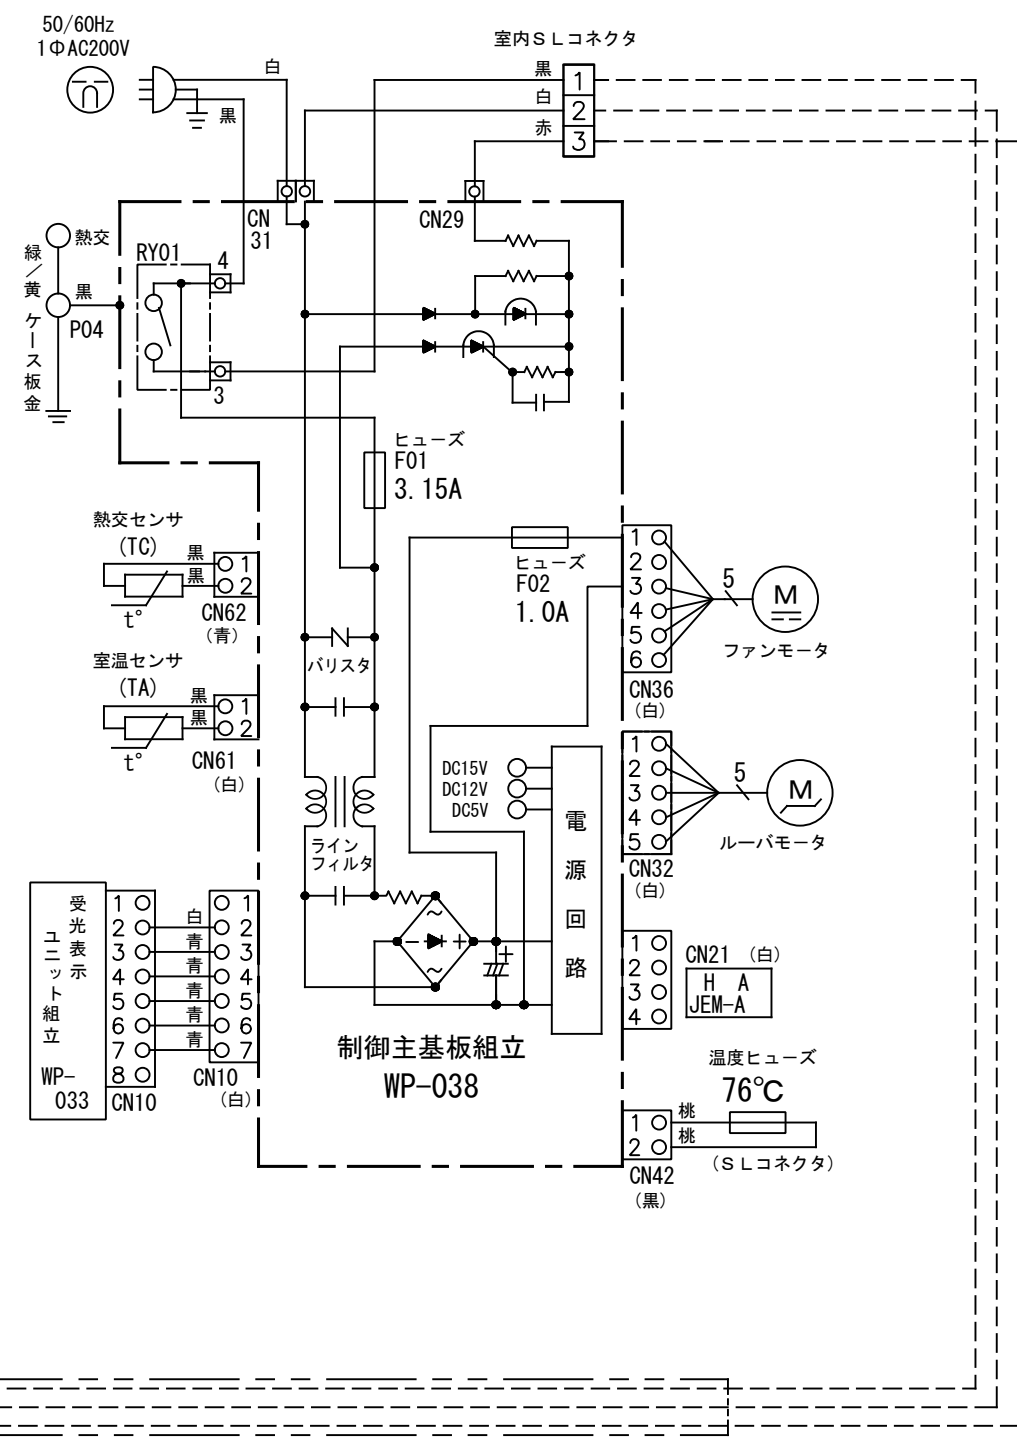 50/60Hz
1ΦAC200V
室内SLコネクタ
白
黒
黒
白
赤
1
2
3
CN
31
CN29
熱交
緑/黄 ケース板金
黒
P04
RY01
4
3
ヒューズ
F01
3.15A
熱交センサ
(TC)
黒
黒
1
2
t°
CN62
(青)
ヒューズ
F02
1.0A
1
2
3
4
5
6
5
M
ファンモータ
CN36
(白)
バリスタ
室温センサ
(TA)
黒
黒
1
2
t°
CN61
(白)
DC15V
DC12V
DC5V
電源回路
1
2
3
4
5
5
M
ルーバモータ
CN32
(白)
ライン
フィルタ
受光表示
ユニット組立
WP-
033
1
2
3
4
5
6
7
8
CN10
白
青
青
青
青
青
1
2
3
4
5
6
7
CN10
(白)
~
- +
~
+
1
2
3
4
CN21 (白)
H A
JEM-A
制御主基板組立
WP-038
温度ヒューズ
76℃
1
2
桃
桃
(SLコネクタ)
CN42
(黒)